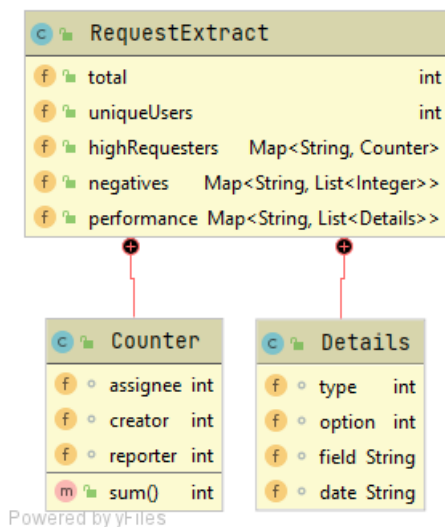 RequestExtract
total int
uniqueUsers int
highRequesters Map<String, Counter>
negatives Map<String, List<Integer>>
performance Map<String, List<Details>>
Counter
assignee int
creator int
reporter int
sum() int
Details
type int
option int
field String
date String
Powered by yFiles